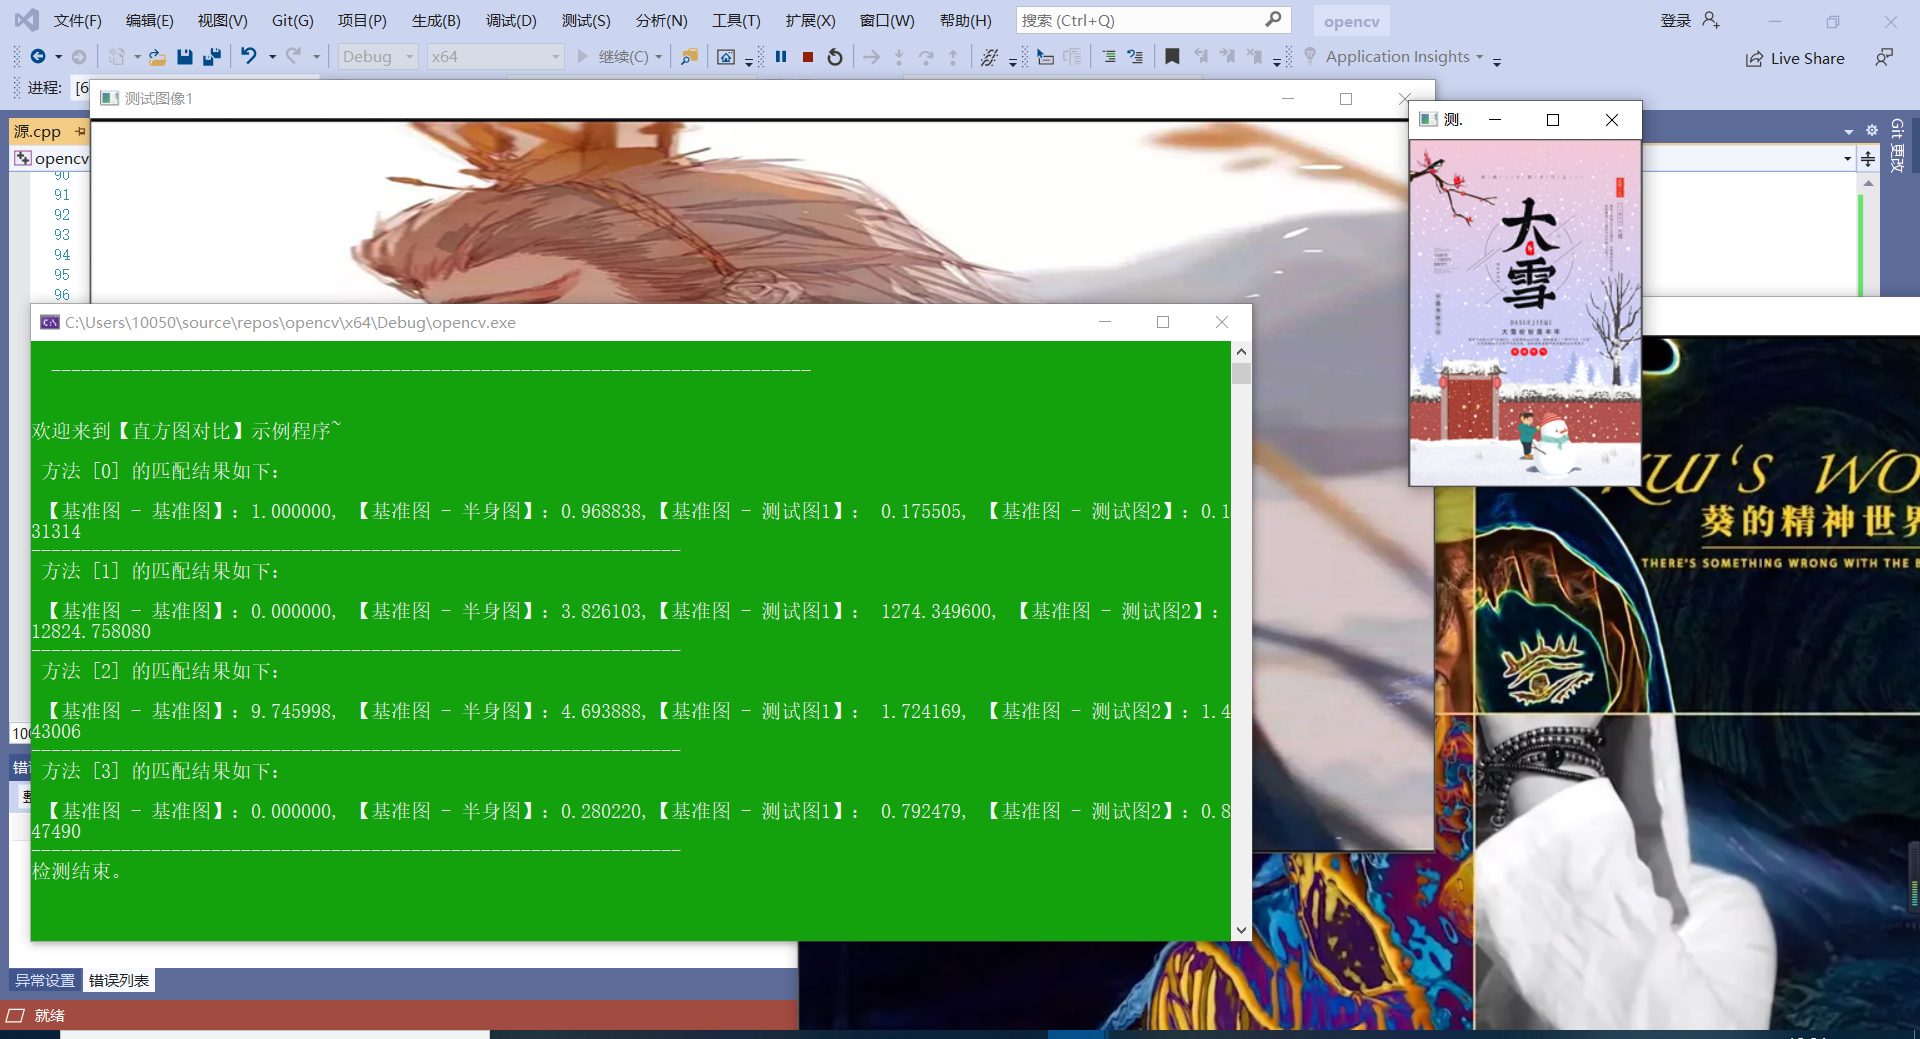 文件(F) 编辑(E) 视图(V) Git(G) 项目(P) 生成(B) 调试(D) 测试(S) 分析(N) 工具(T) 扩展(X) 窗口(W) 帮助(H) 搜索 (Ctrl+Q) opencv 登录
Debug x64 继续(C) Application Insights Live Share
进程: [6
测试图像1
测.
源.cpp
Git 更改
opencv
90
91
92
93
94
95
96
大雪
DAXUEJIEQI
C:\Users\10050\source\repos\opencv\x64\Debug\opencv.exe
----------------------------------------------------------------------------
欢迎来到【直方图对比】示例程序~
方法 [0] 的匹配结果如下:
【基准图 - 基准图】: 1.000000, 【基准图 - 半身图】: 0.968838,【基准图 - 测试图1】: 0.175505, 【基准图 - 测试图2】: 0.1
31314
-----------------------------------------------------------------
方法 [1] 的匹配结果如下:
【基准图 - 基准图】: 0.000000, 【基准图 - 半身图】: 3.826103,【基准图 - 测试图1】: 1274.349600, 【基准图 - 测试图2】:
12824.758080
-----------------------------------------------------------------
方法 [2] 的匹配结果如下:
【基准图 - 基准图】: 9.745998, 【基准图 - 半身图】: 4.693888,【基准图 - 测试图1】: 1.724169, 【基准图 - 测试图2】: 1.4
43006
-----------------------------------------------------------------
方法 [3] 的匹配结果如下:
【基准图 - 基准图】: 0.000000, 【基准图 - 半身图】: 0.280220,【基准图 - 测试图1】: 0.792479, 【基准图 - 测试图2】: 0.8
47490
-----------------------------------------------------------------
检测结束。
KUI'S WO
葵的精神世界
THERE'S SOMETHING WRONG WITH THE B
100
错
整
异常设置 错误列表
就绪